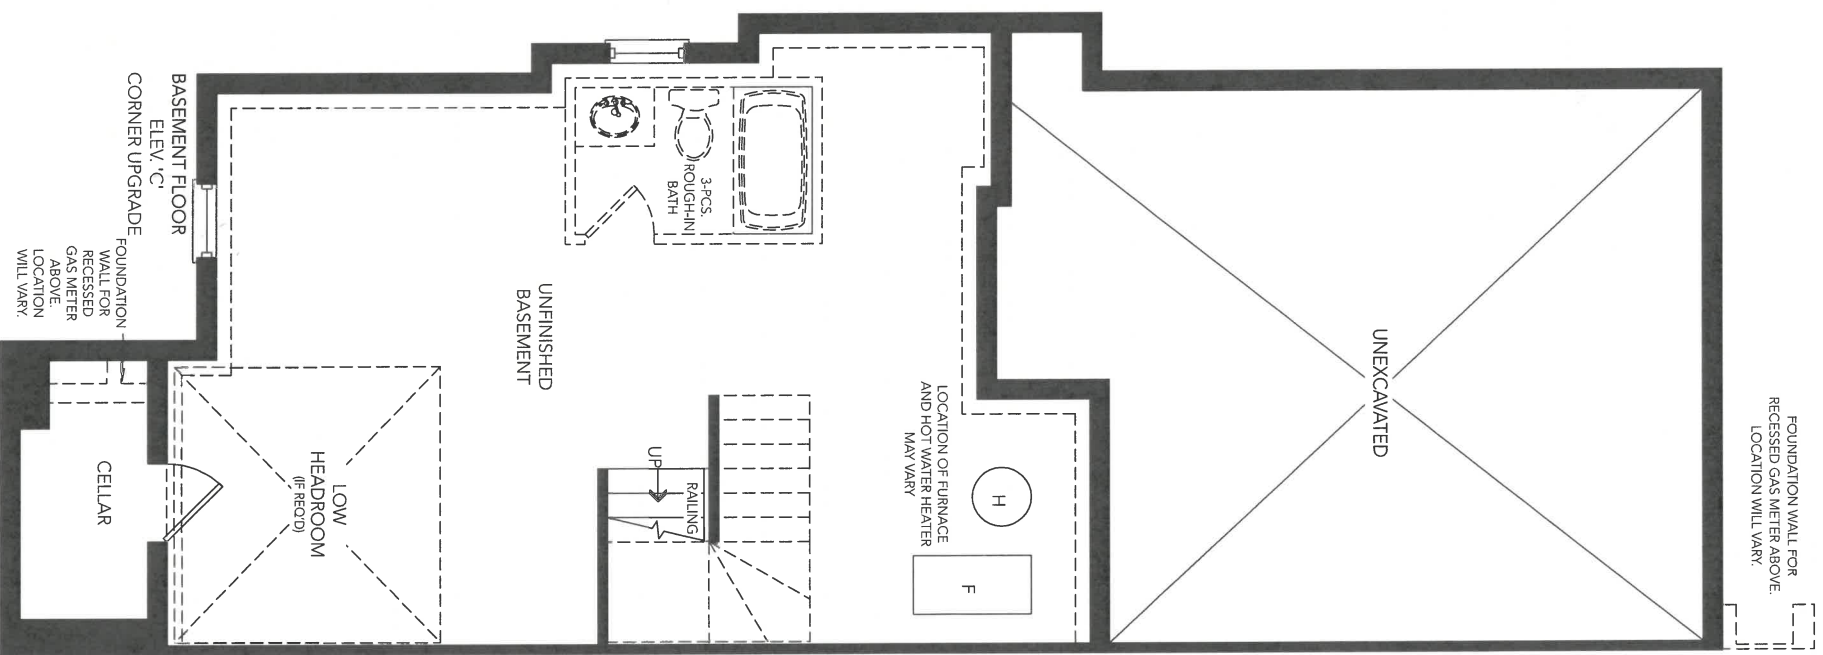 BASEMENT FLOOR
ELEV. 'C'
CORNER UPGRADE
FOUNDATION
WALL FOR
RECESSED
GAS METER
ABOVE.
LOCATION
WILL VARY.
CELLAR
LOW
HEADROOM
(IF REQ'D)
UNFINISHED
BASEMENT
3-PCS.
ROUGH-IN
BATH
UP
RAILING
LOCATION OF FURNACE
AND HOT WATER HEATER
MAY VARY
H
F
UNEXCAVATED
FOUNDATION WALL FOR
RECESSED GAS METER ABOVE.
LOCATION WILL VARY.